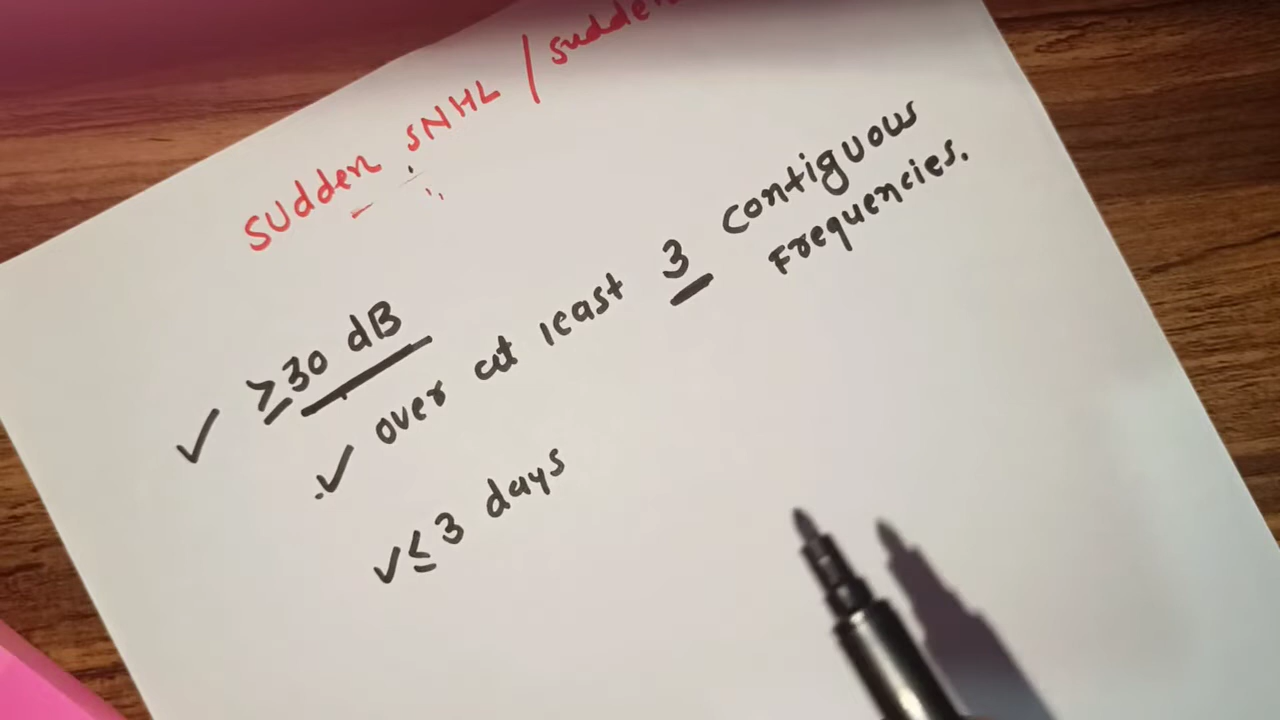 SUdden SNHL / sudden
✓ ≥30 dB
✓ over at least 3 contiguous
Frequencies.
✓ ≤ 3 days